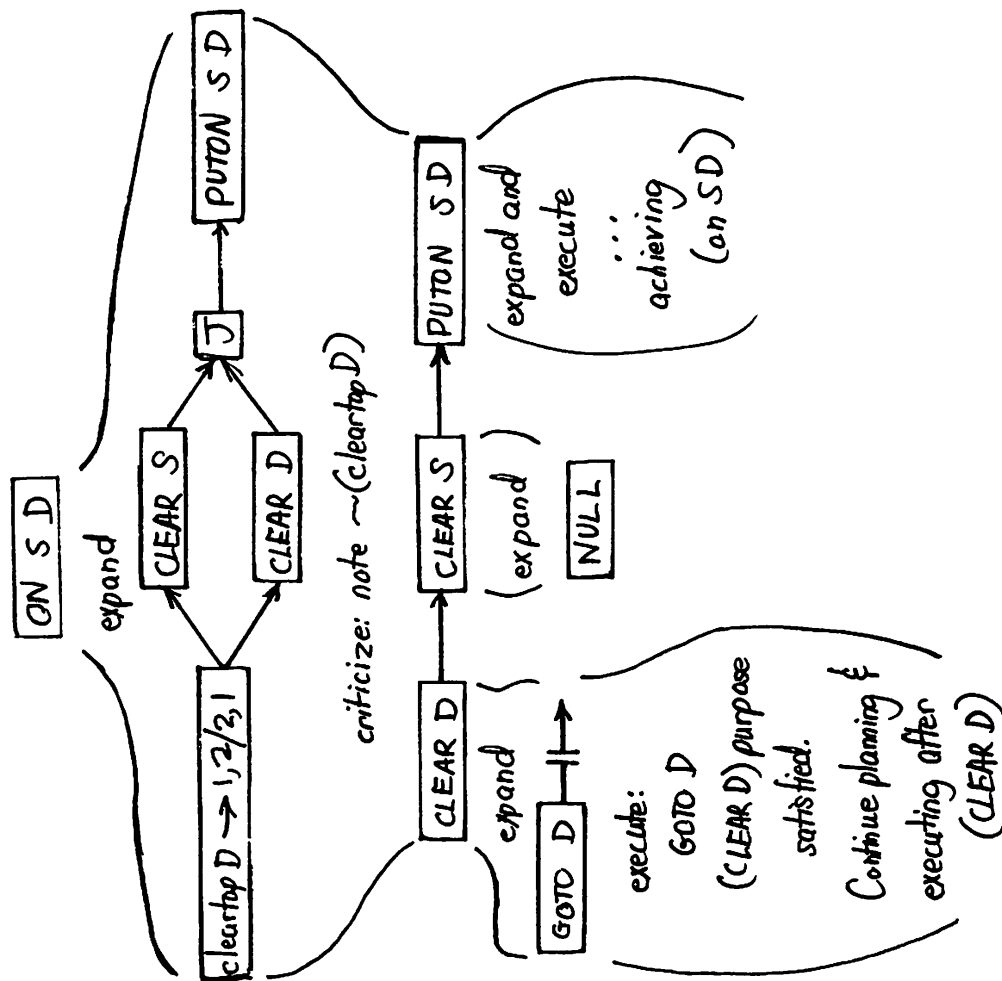 ON S D
expand
cleartop D → 1, 2/2, 1
CLEAR S
CLEAR D
J
PUTON S D
criticize: note ~(cleartop D)
CLEAR D
CLEAR S
PUTON S D
expand
(expand)
NULL
GOTO D
execute:
GOTO D
(CLEAR D) purpose
satisfied.
Continue planning &
executing after
(CLEAR D)
expand and
execute
...
achieving
(on SD)